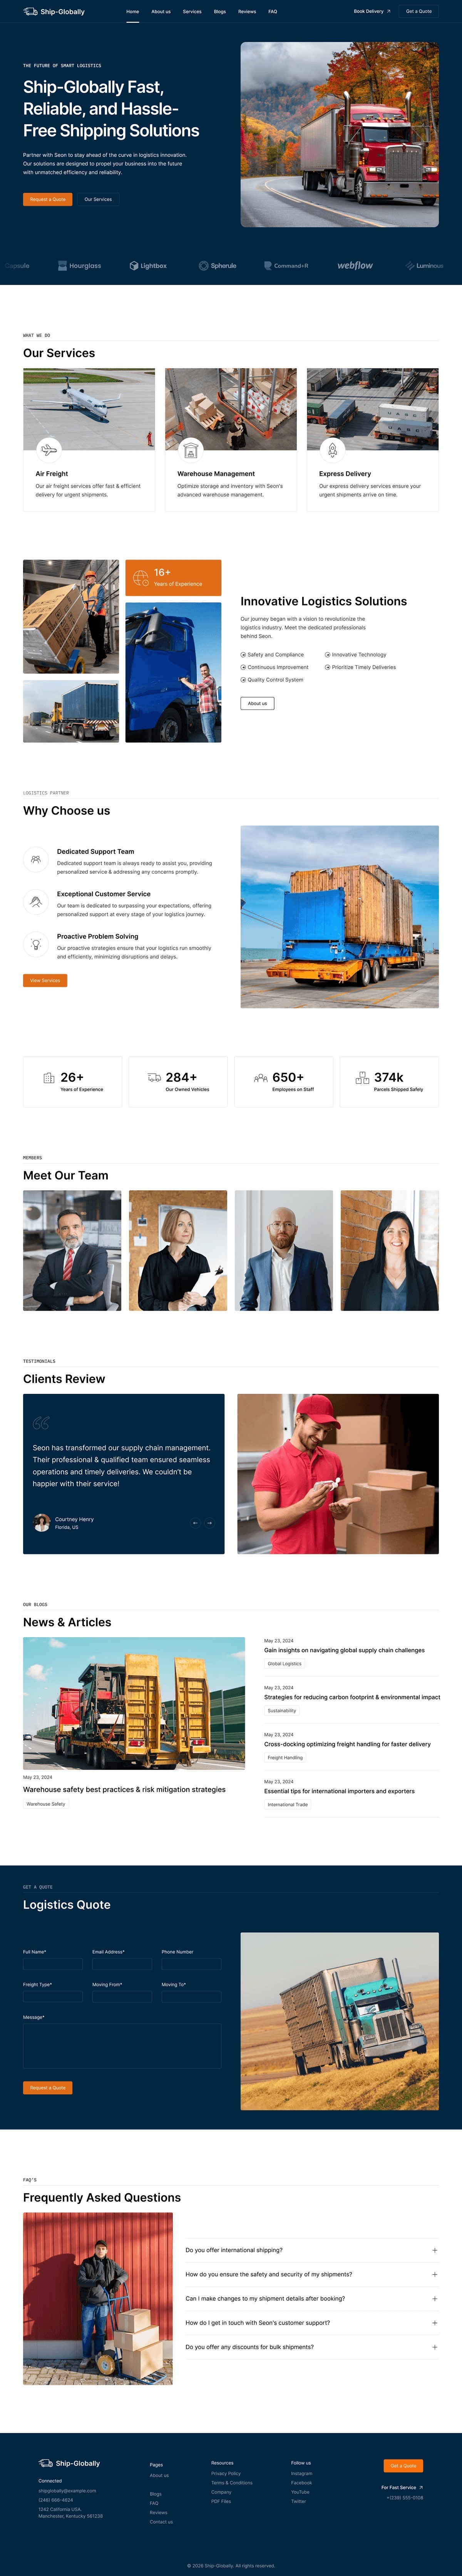 Ship-Globally
Home
About us
Services
Blogs
Reviews
FAQ
Book Delivery
Get a Quote
THE FUTURE OF SMART LOGISTICS
Ship-Globally Fast,
Reliable, and Hassle-
Free Shipping Solutions
Partner with Seon to stay ahead of the curve in logistics innovation.
Our solutions are designed to propel your business into the future
with unmatched efficiency and reliability.
Request a Quote
Our Services
Capsule
Hourglass
Lightbox
Spherule
Command+R
webflow
Luminous
WHAT WE DO
Our Services
Air Freight
Our air freight services offer fast & efficient
delivery for urgent shipments.
Warehouse Management
Optimize storage and inventory with Seon's
advanced warehouse management.
Express Delivery
Our express delivery services ensure your
urgent shipments arrive on time.
16+
Years of Experience
Innovative Logistics Solutions
Our journey began with a vision to revolutionize the
logistics industry. Meet the dedicated professionals
behind Seon.
Safety and Compliance
Innovative Technology
Continuous Improvement
Prioritize Timely Deliveries
Quality Control System
About us
LOGISTICS PARTNER
Why Choose us
Dedicated Support Team
Dedicated support team is always ready to assist you, providing
personalized service & addressing any concerns promptly.
Exceptional Customer Service
Our team is dedicated to surpassing your expectations, offering
personalized support at every stage of your logistics journey.
Proactive Problem Solving
Our proactive strategies ensure that your logistics run smoothly
and efficiently, minimizing disruptions and delays.
View Services
26+
Years of Experience
284+
Our Owned Vehicles
650+
Employees on Staff
374k
Parcels Shipped Safely
MEMBERS
Meet Our Team
TESTIMONIALS
Clients Review
Seon has transformed our supply chain management.
Their professional & qualified team ensured seamless
operations and timely deliveries. We couldn't be
happier with their service!
Courtney Henry
Florida, US
OUR BLOGS
News & Articles
May 23, 2024
Warehouse safety best practices & risk mitigation strategies
Warehouse Safety
May 23, 2024
Gain insights on navigating global supply chain challenges
Global Logistics
May 23, 2024
Strategies for reducing carbon footprint & environmental impact
Sustainability
May 23, 2024
Cross-docking optimizing freight handling for faster delivery
Freight Handling
May 23, 2024
Essential tips for international importers and exporters
International Trade
GET A QUOTE
Logistics Quote
Full Name*
Email Address*
Phone Number
Freight Type*
Moving From*
Moving To*
Message*
Request a Quote
FAQ'S
Frequently Asked Questions
Do you offer international shipping?
How do you ensure the safety and security of my shipments?
Can I make changes to my shipment details after booking?
How do I get in touch with Seon's customer support?
Do you offer any discounts for bulk shipments?
Ship-Globally
Connected
shipglobally@example.com
(246) 898-4624
1242 California USA.
Manchester, Kentucky 561238
Pages
About us
Blogs
FAQ
Reviews
Contact us
Resources
Privacy Policy
Terms & Conditions
Company
PDF Files
Follow us
Instagram
Facebook
YouTube
Twitter
Get a Quote
For Fast Service
+(239) 555-0108
© 2026 Ship-Globally. All rights reserved.